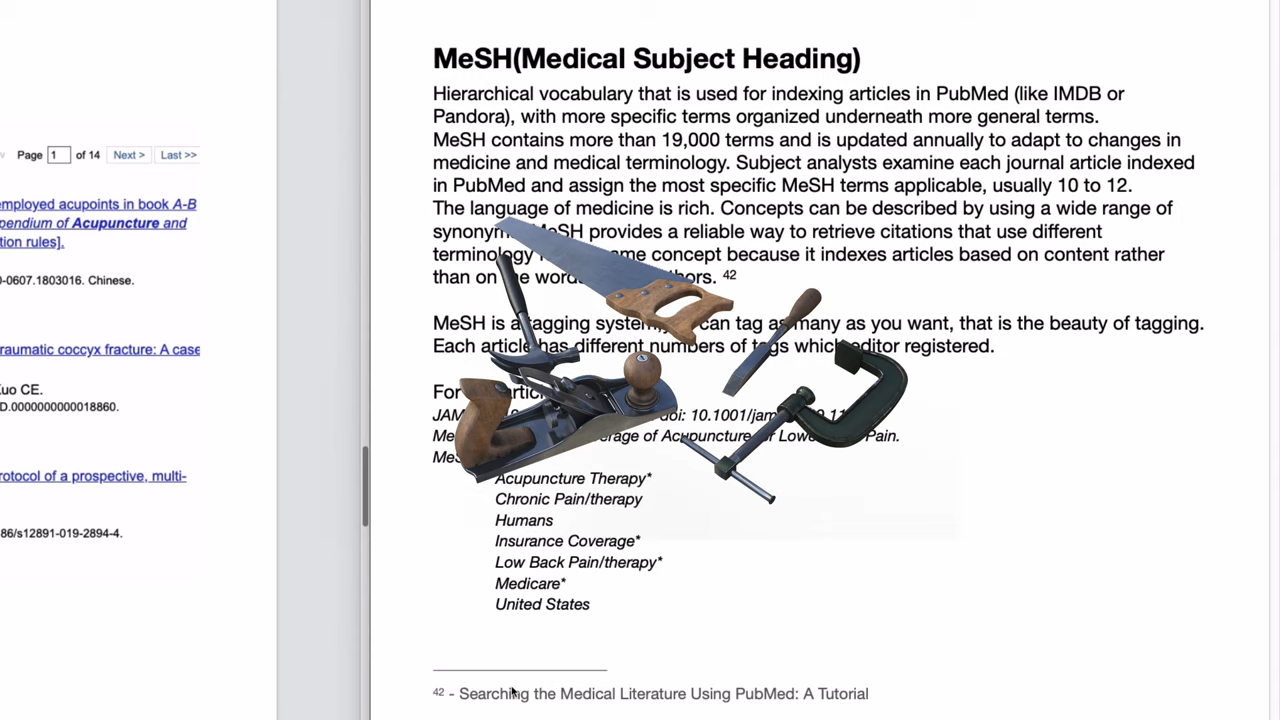 Page 1 of 14 Next > Last >>
employed acupoints in book A-B
pendium of Acupuncture and
tion rules].
0-0607.1803016. Chinese.
raumatic coccyx fracture: A case
Kuo CE.
D.0000000000018860.
rotocol of a prospective, multi-
86/s12891-019-2894-4.
MeSH(Medical Subject Heading)
Hierarchical vocabulary that is used for indexing articles in PubMed (like IMDB or
Pandora), with more specific terms organized underneath more general terms.
MeSH contains more than 19,000 terms and is updated annually to adapt to changes in
medicine and medical terminology. Subject analysts examine each journal article indexed
in PubMed and assign the most specific MeSH terms applicable, usually 10 to 12.
The language of medicine is rich. Concepts can be described by using a wide range of
MeSH provides a reliable way to retrieve citations that use different
terminology same concept because it indexes articles based on content rather
than on the words 42
MeSH is a tagging system, can tag as many as you want, that is the beauty of tagging.
Each article has different numbers of tags which editor registered.
For
JAM doi: 10.1001/jam
of Acupuncture for Low Pain.
Acupuncture Therapy*
Chronic Pain/therapy
Humans
Insurance Coverage*
Low Back Pain/therapy*
Medicare*
United States
42 - Searching the Medical Literature Using PubMed: A Tutorial